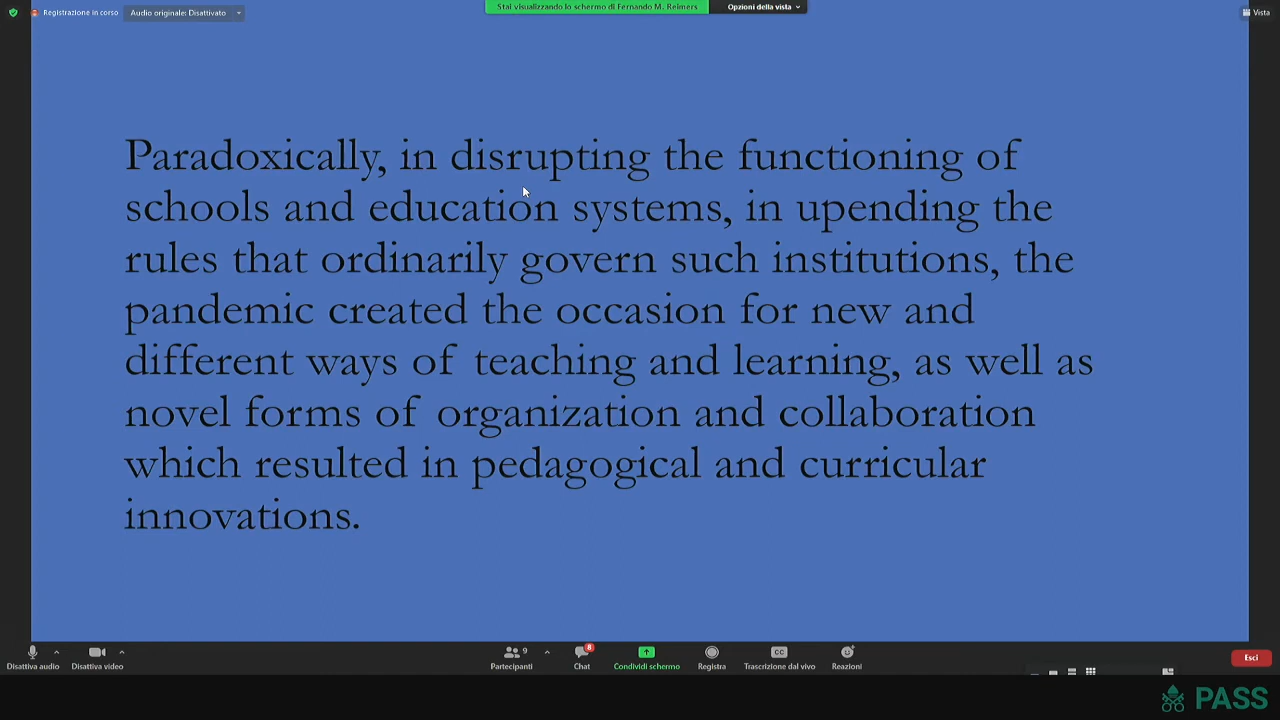 Registrazione in corso
Audio originale: Disattivato
Stai visualizzando lo schermo di Fernando M. Reimers
Opzioni della vista
Vista
Paradoxically, in disrupting the functioning of
schools and education systems, in upending the
rules that ordinarily govern such institutions, the
pandemic created the occasion for new and
different ways of teaching and learning, as well as
novel forms of organization and collaboration
which resulted in pedagogical and curricular
innovations.
Disattiva audio
Disattiva video
9
Partecipanti
8
Chat
Condividi schermo
Registra
CC
Trascrizione dal vivo
Reazioni
Esci
PASS